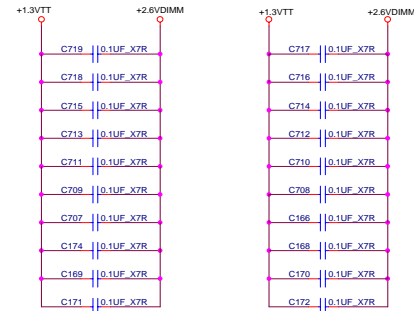 +1.3VTT +2.6VDIMM +1.3VTT +2.6VDIMM
C719 0.1UF_X7R C717 0.1UF_X7R
C718 0.1UF_X7R C716 0.1UF_X7R
C715 0.1UF_X7R C714 0.1UF_X7R
C713 0.1UF_X7R C712 0.1UF_X7R
C711 0.1UF_X7R C710 0.1UF_X7R
C709 0.1UF_X7R C708 0.1UF_X7R
C707 0.1UF_X7R C166 0.1UF_X7R
C174 0.1UF_X7R C168 0.1UF_X7R
C169 0.1UF_X7R C170 0.1UF_X7R
C171 0.1UF_X7R C172 0.1UF_X7R